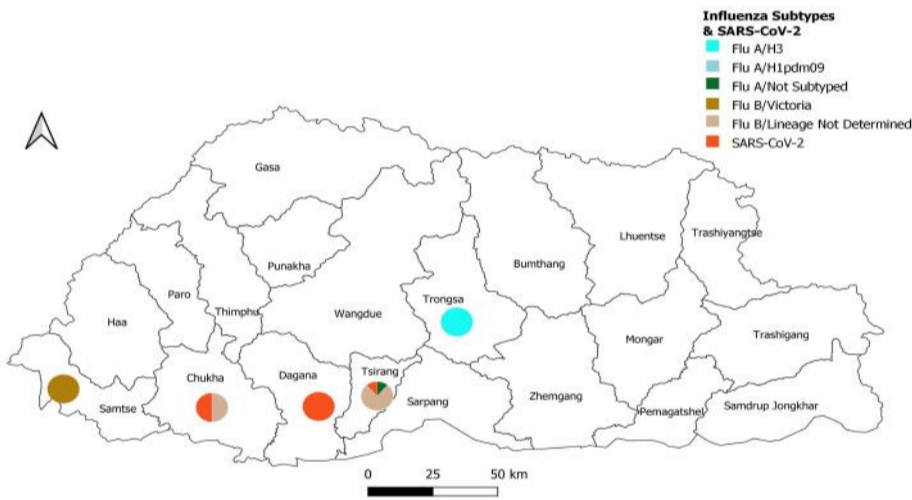 Influenza Subtypes
& SARS-CoV-2
Flu A/H3
Flu A/H1pdm09
Flu A/Not Subtyped
Flu B/Victoria
Flu B/Lineage Not Determined
SARS-CoV-2
Gasa
Punakha
Lhuentse
Trashiyangtse
Bumthang
Paro
Thimphu
Wangdue
Trongsa
Haa
Mongar
Trashigang
Chukha
Dagana
Tsirang
Samtse
Sarpang
Zhemgang
Pemagatshel
Samdrup Jongkhar
0 25 50 km